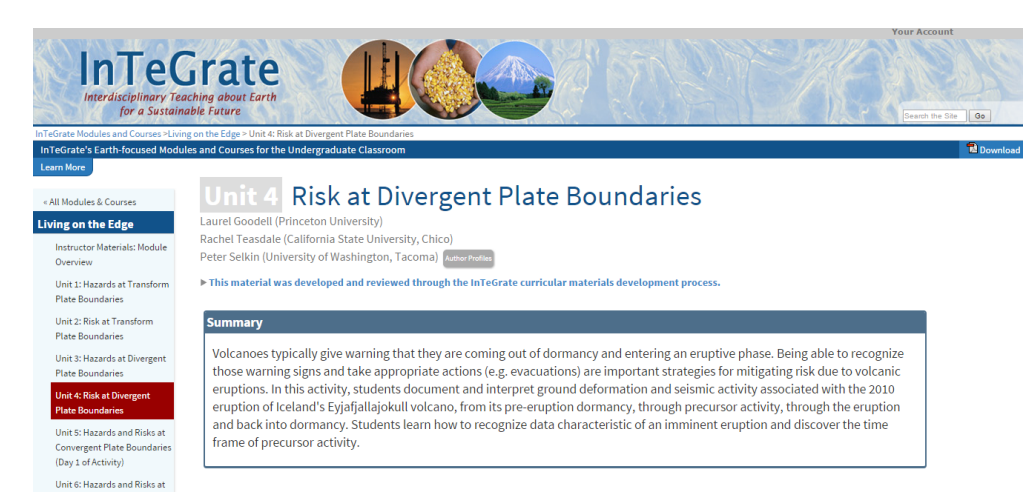 Your Account
InTeGrate
Interdisciplinary Teaching about Earth
for a Sustainable Future
Search the Site Go
InTeGrate Modules and Courses >Living on the Edge > Unit 4: Risk at Divergent Plate Boundaries
InTeGrate's Earth-focused Modules and Courses for the Undergraduate Classroom
Download
Learn More
« All Modules & Courses
Living on the Edge
Instructor Materials: Module
Overview
Unit 1: Hazards at Transform
Plate Boundaries
Unit 2: Risk at Transform
Plate Boundaries
Unit 3: Hazards at Divergent
Plate Boundaries
Unit 4: Risk at Divergent
Plate Boundaries
Unit 5: Hazards and Risks at
Convergent Plate Boundaries
(Day 1 of Activity)
Unit 6: Hazards and Risks at
Unit 4 Risk at Divergent Plate Boundaries
Laurel Goodell (Princeton University)
Rachel Teasdale (California State University, Chico)
Peter Selkin (University of Washington, Tacoma) Author Profiles
This material was developed and reviewed through the InTeGrate curricular materials development process.
Summary
Volcanoes typically give warning that they are coming out of dormancy and entering an eruptive phase. Being able to recognize
those warning signs and take appropriate actions (e.g. evacuations) are important strategies for mitigating risk due to volcanic
eruptions. In this activity, students document and interpret ground deformation and seismic activity associated with the 2010
eruption of Iceland's Eyjafjallajokull volcano, from its pre-eruption dormancy, through precursor activity, through the eruption
and back into dormancy. Students learn how to recognize data characteristic of an imminent eruption and discover the time
frame of precursor activity.